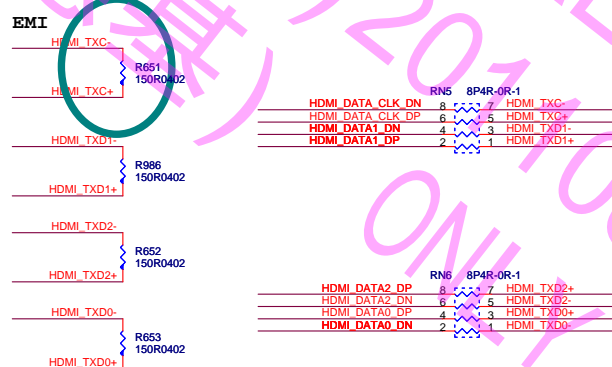 EMI
HDMI_TXC-
R651
150R0402
HDMI_TXC+
HDMI_TXD1-
R986
150R0402
HDMI_TXD1+
HDMI_TXD2-
R652
150R0402
HDMI_TXD2+
HDMI_TXD0-
R653
150R0402
HDMI_TXD0+
RN5 8P4R-0R-1
HDMI_DATA_CLK_DN 8 7 HDMI_TXC-
HDMI_DATA_CLK_DP 6 5 HDMI_TXC+
HDMI_DATA1_DN 4 3 HDMI_TXD1-
HDMI_DATA1_DP 2 1 HDMI_TXD1+
RN6 8P4R-0R-1
HDMI_DATA2_DP 8 7 HDMI_TXD2+
HDMI_DATA2_DN 6 5 HDMI_TXD2-
HDMI_DATA0_DP 4 3 HDMI_TXD0+
HDMI_DATA0_DN 2 1 HDMI_TXD0-
ONLY